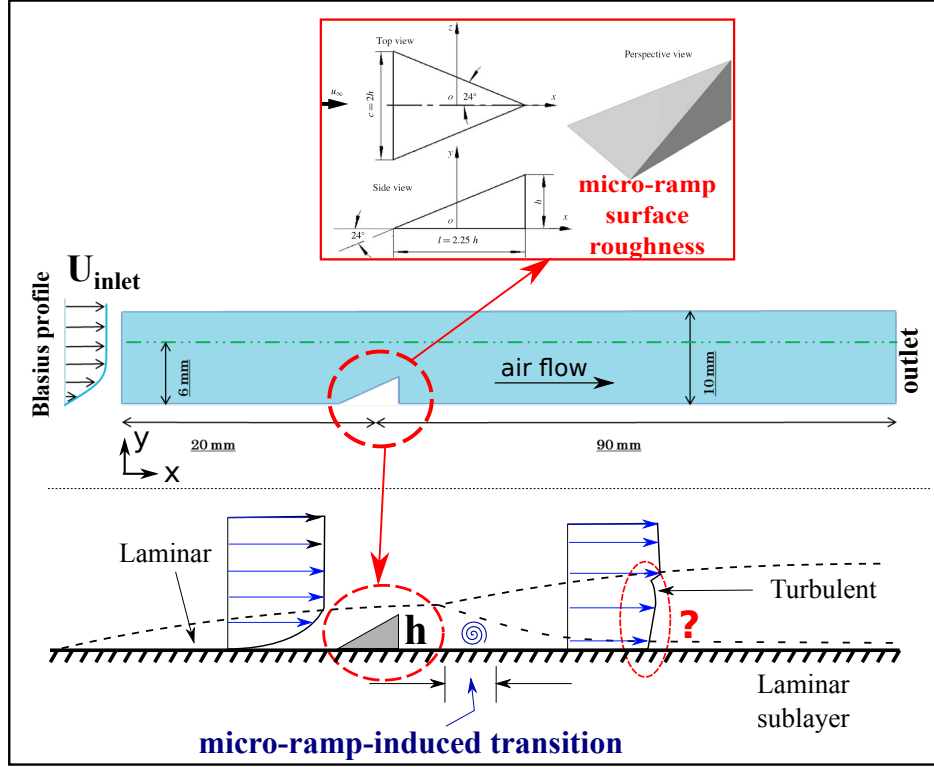 Top view
z
u∞
c = 2h
o
24°
x
Perspective view
y
Side view
o
h
x
24°
l = 2.25 h
micro-ramp
surface
roughness
Blasius profile
Uinlet
6 mm
air flow
10 mm
outlet
20 mm
90 mm
y
x
Laminar
h
Turbulent
?
Laminar
sublayer
micro-ramp-induced transition